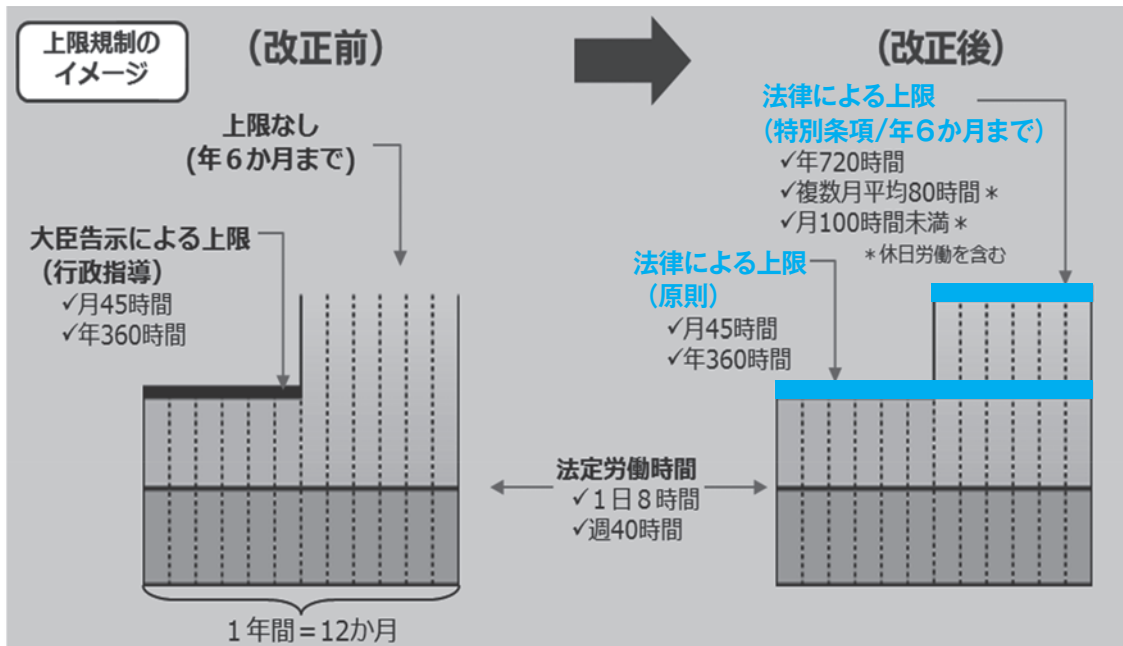 上限規制の
イメージ
（改正前）
（改正後）
上限なし
(年６か月まで)
大臣告示による上限
（行政指導）
✓月45時間
✓年360時間
法律による上限
（特別条項/年６か月まで）
✓年720時間
✓複数月平均80時間＊
✓月100時間未満＊
＊休日労働を含む
法律による上限
（原則）
✓月45時間
✓年360時間
法定労働時間
✓１日８時間
✓週40時間
１年間＝12か月